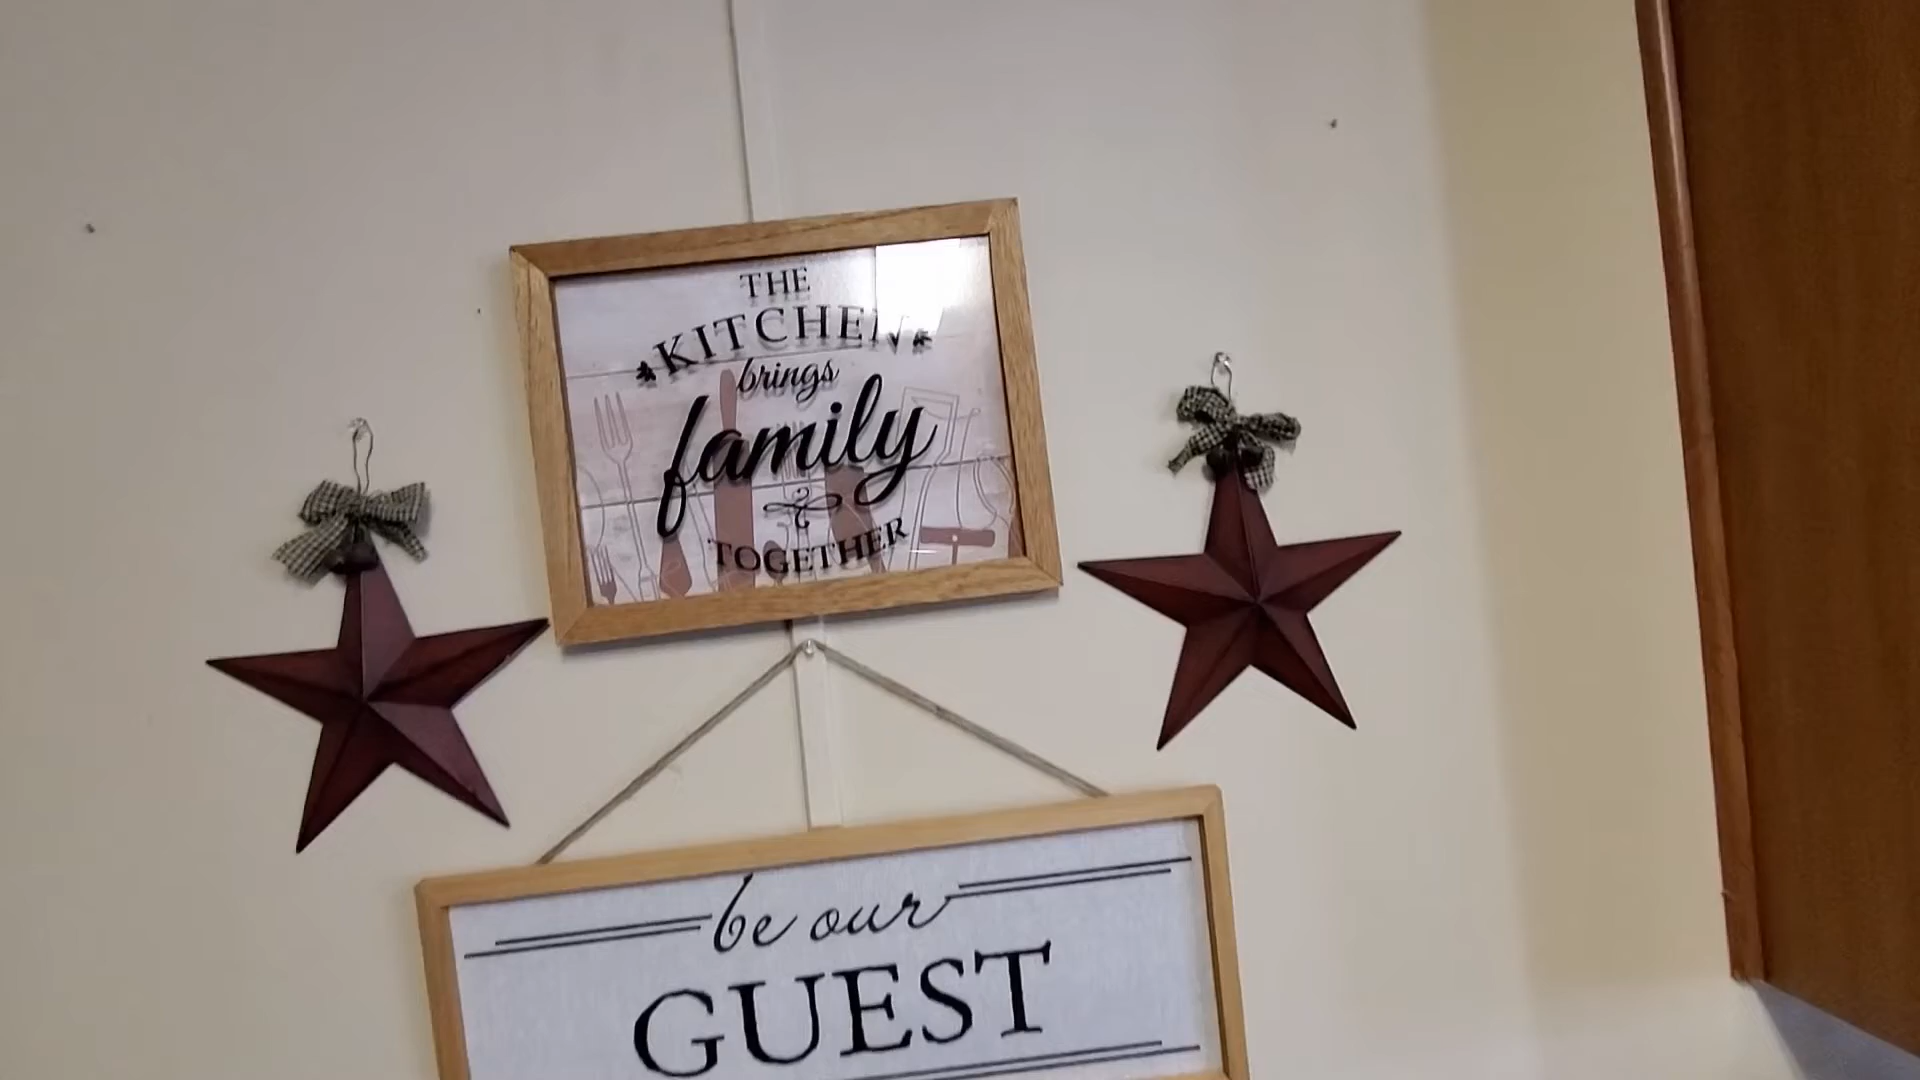 THE
KITCHEN
brings
family
TOGETHER
be our
GUEST